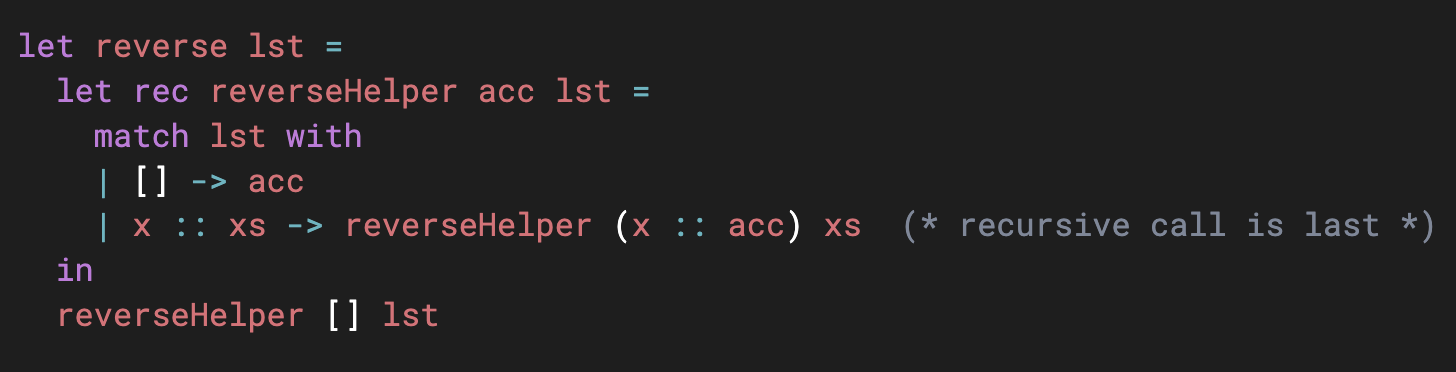 let reverse lst =
  let rec reverseHelper acc lst =
    match lst with
    | [] -> acc
    | x :: xs -> reverseHelper (x :: acc) xs  (* recursive call is last *)
  in
  reverseHelper [] lst